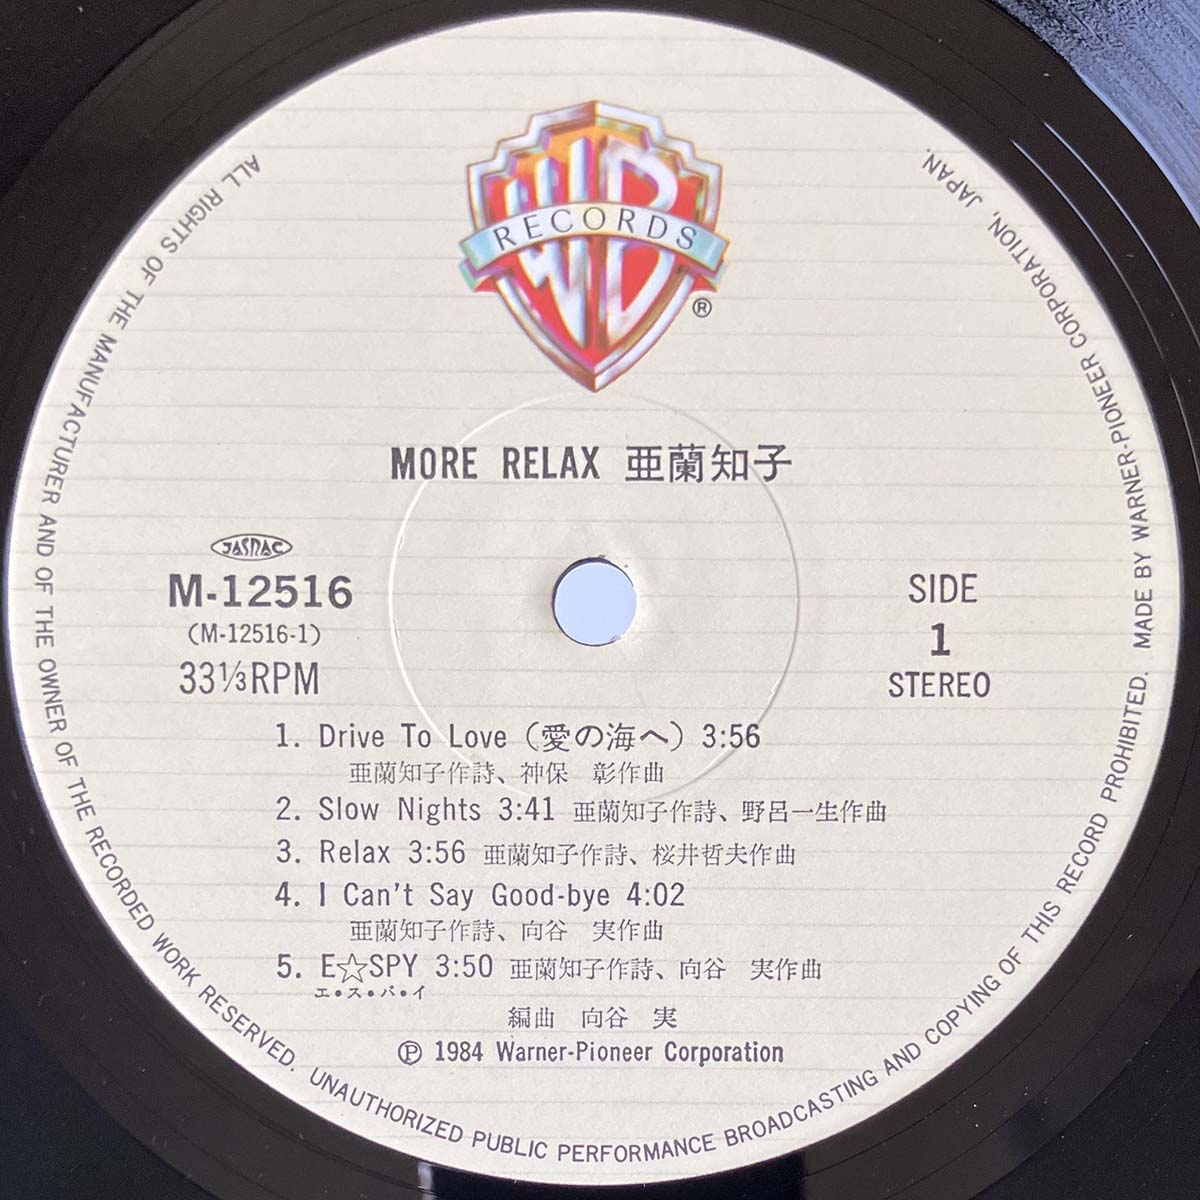 WB
RECORDS
®
MORE RELAX 亜蘭知子
JASRAC
M-12516
(M-12516-1)
33⅓RPM
SIDE
1
STEREO
1. Drive To Love (愛の海へ) 3:56
亜蘭知子作詩、神保 彰作曲
2. Slow Nights 3:41 亜蘭知子作詩、野呂一生作曲
3. Relax 3:56 亜蘭知子作詩、桜井哲夫作曲
4. I Can't Say Good-bye 4:02
亜蘭知子作詩、向谷 実作曲
5. E☆SPY 3:50 亜蘭知子作詩、向谷 実作曲
エ・ス・パ・イ
編曲 向谷 実
Ⓟ 1984 Warner-Pioneer Corporation
ALL RIGHTS OF THE MANUFACTURER AND OF THE OWNER OF THE RECORDED WORK RESERVED. UNAUTHORIZED PUBLIC PERFORMANCE BROADCASTING AND COPYING OF THIS RECORD PROHIBITED. MADE BY WARNER-PIONEER CORPORATION, JAPAN.